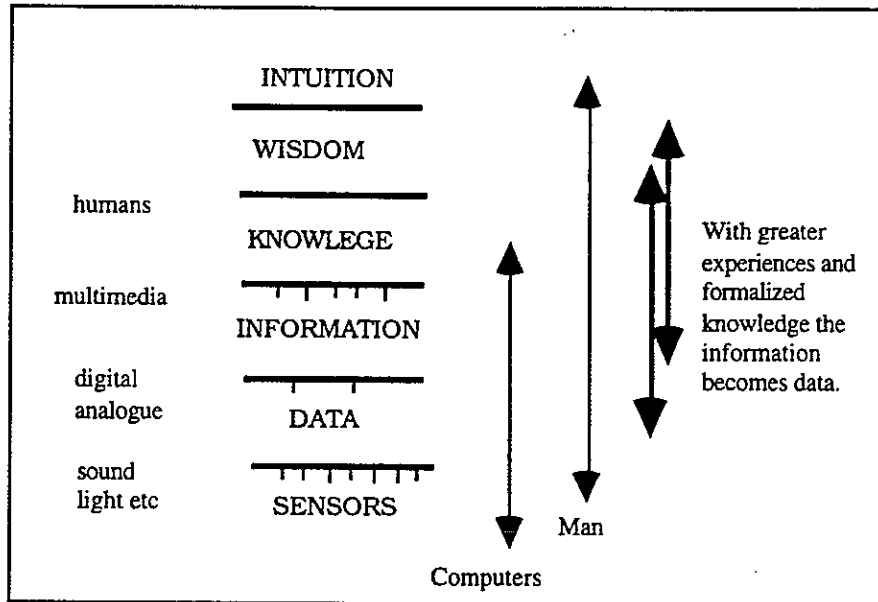 INTUITION
WISDOM
humans
KNOWLEGE
multimedia
INFORMATION
digital
analogue
DATA
sound
light etc
SENSORS
Computers
Man
With greater
experiences and
formalized
knowledge the
information
becomes data.